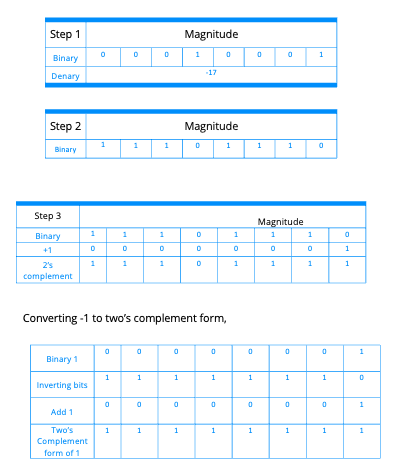 Step 1 Magnitude
Binary 0 0 0 1 0 0 0 1
Denary -17
Step 2 Magnitude
Binary 1 1 1 0 1 1 1 0
Step 3 Magnitude
Binary 1 1 1 0 1 1 1 0
+1 0 0 0 0 0 0 0 1
2's
complement 1 1 1 0 1 1 1 1
Converting -1 to two's complement form,
Binary 1 0 0 0 0 0 0 0 1
Inverting bits 1 1 1 1 1 1 1 0
Add 1 0 0 0 0 0 0 0 1
Two's
Complement
form of 1 1 1 1 1 1 1 1 1